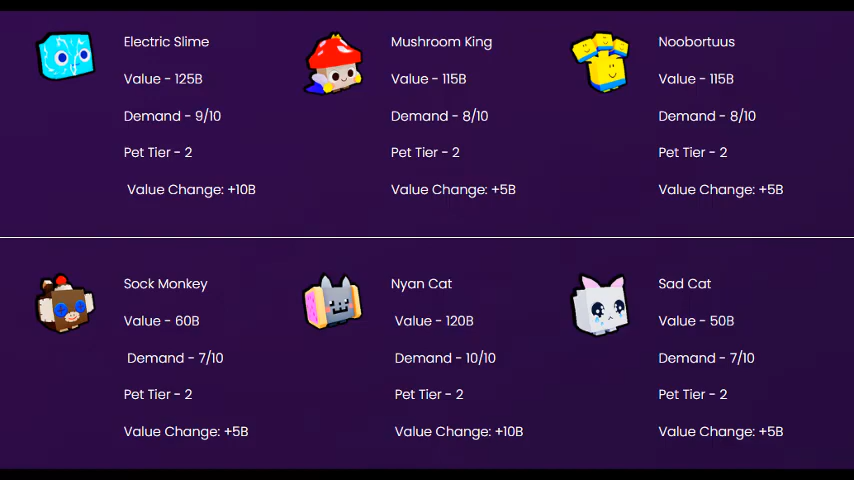 Electric Slime
Value - 125B
Demand - 9/10
Pet Tier - 2
Value Change: +10B
Mushroom King
Value - 115B
Demand - 8/10
Pet Tier - 2
Value Change: +5B
Noobortuus
Value - 115B
Demand - 8/10
Pet Tier - 2
Value Change: +5B
Sock Monkey
Value - 60B
Demand - 7/10
Pet Tier - 2
Value Change: +5B
Nyan Cat
Value - 120B
Demand - 10/10
Pet Tier - 2
Value Change: +10B
Sad Cat
Value - 50B
Demand - 7/10
Pet Tier - 2
Value Change: +5B